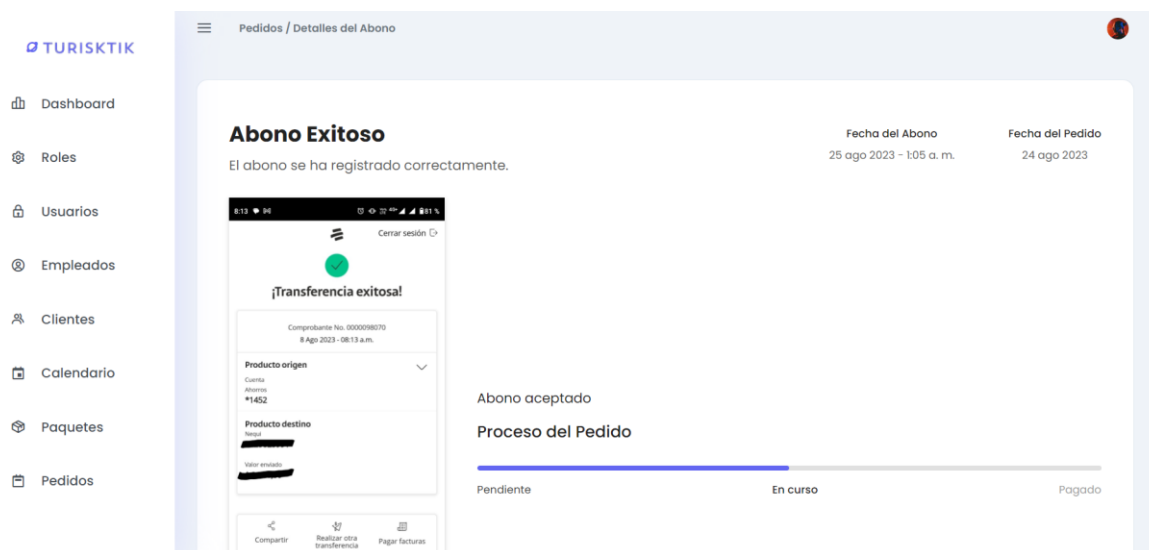 TURISKTIK
Dashboard
Roles
Usuarios
Empleados
Clientes
Calendario
Paquetes
Pedidos
Pedidos / Detalles del Abono
Abono Exitoso
El abono se ha registrado correctamente.
Fecha del Abono
25 ago 2023 - 1:05 a. m.
Fecha del Pedido
24 ago 2023
8:13
81 %
Cerrar sesión
¡Transferencia exitosa!
Comprobante No. 0000098070
8 Ago 2023 - 08:13 a.m.
Producto origen
Cuenta
Ahorros
*1452
Producto destino
Nequi
Valor enviado
Compartir
Realizar otra
transferencia
Pagar facturas
Abono aceptado
Proceso del Pedido
Pendiente
En curso
Pagado